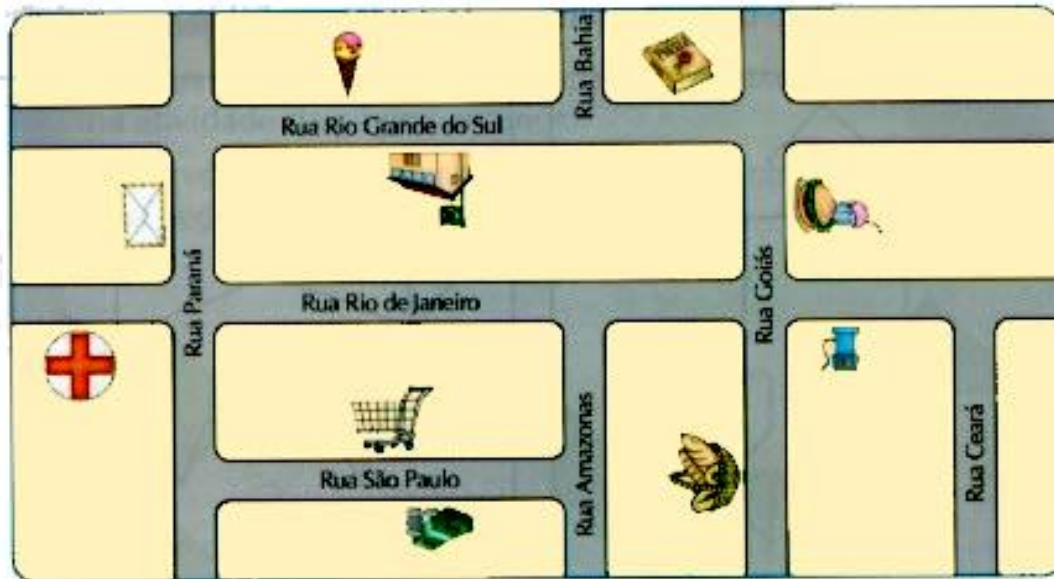 Rua Bahia
Rua Rio Grande do Sul
Rua Paraná
Rua Rio de Janeiro
Rua Goiás
Rua São Paulo
Rua Amazonas
Rua Ceará